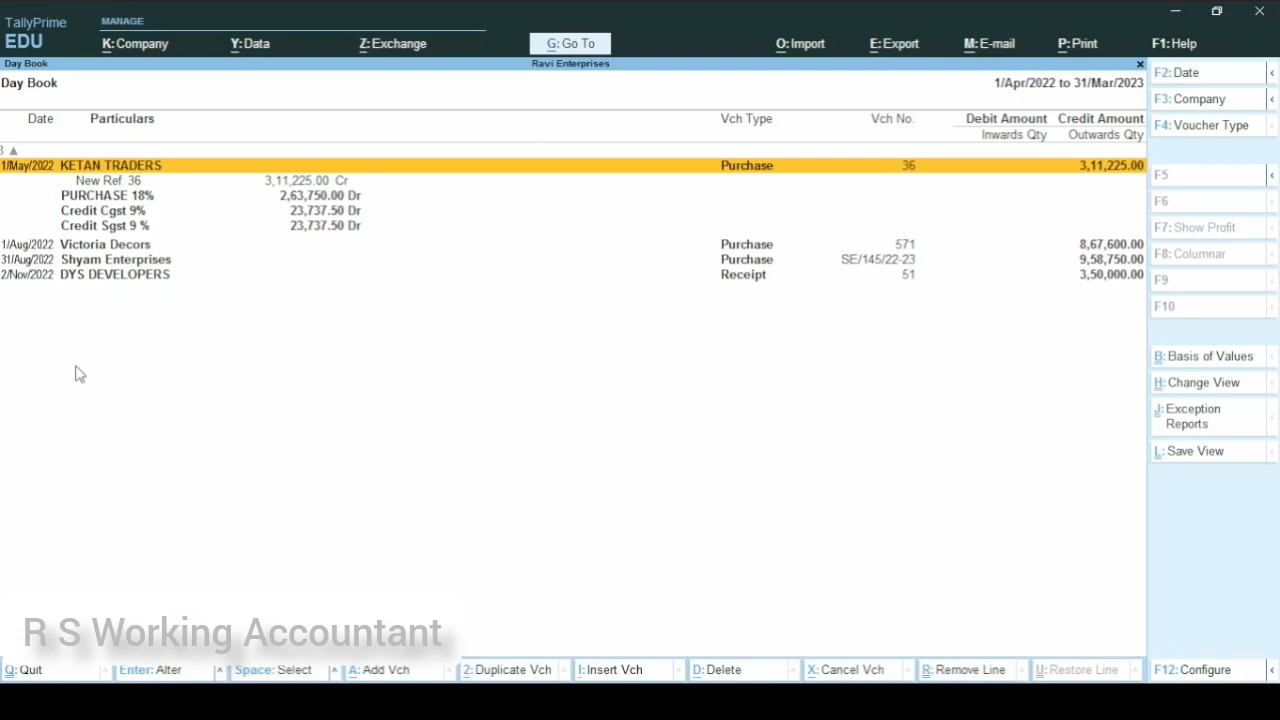 TallyPrime MANAGE
EDU K: Company Y: Data Z: Exchange G: Go To O: Import E: Export M: E-mail P: Print F1: Help
Day Book Ravi Enterprises ×
Day Book 1/Apr/2022 to 31/Mar/2023
Date Particulars Vch Type Vch No. Debit Amount Credit Amount
Inwards Qty Outwards Qty
3 ▲
1/May/2022 KETAN TRADERS Purchase 36 3,11,225.00
New Ref 36 3,11,225.00 Cr
PURCHASE 18% 2,63,750.00 Dr
Credit Cgst 9% 23,737.50 Dr
Credit Sgst 9 % 23,737.50 Dr
1/Aug/2022 Victoria Decors Purchase 571 8,67,600.00
31/Aug/2022 Shyam Enterprises Purchase SE/145/22-23 9,58,750.00
2/Nov/2022 DYS DEVELOPERS Receipt 51 3,50,000.00
F2: Date
F3: Company
F4: Voucher Type
F5
F6
F7: Show Profit
F8: Columnar
F9
F10
B: Basis of Values
H: Change View
J: Exception
Reports
L: Save View
R S Working Accountant
Q: Quit Enter: Alter Space: Select A: Add Vch 2: Duplicate Vch I: Insert Vch D: Delete X: Cancel Vch R: Remove Line U: Restore Line F12: Configure